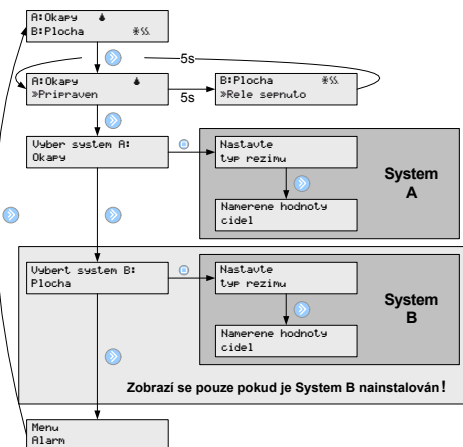 A:Okapy
B:Plocha
5s
A:Okapy
»Pripraven
5s
B:Plocha
»Rele sepnuto
Vyber system A:
Okapy
Nastavte
typ rezimu
Namerene hodnoty
cidel
System
A
Vybert system B:
Plocha
Nastavte
typ rezimu
Namerene hodnoty
cidel
System
B
Zobrazí se pouze pokud je System B nainstalován!
Menu
Alarm